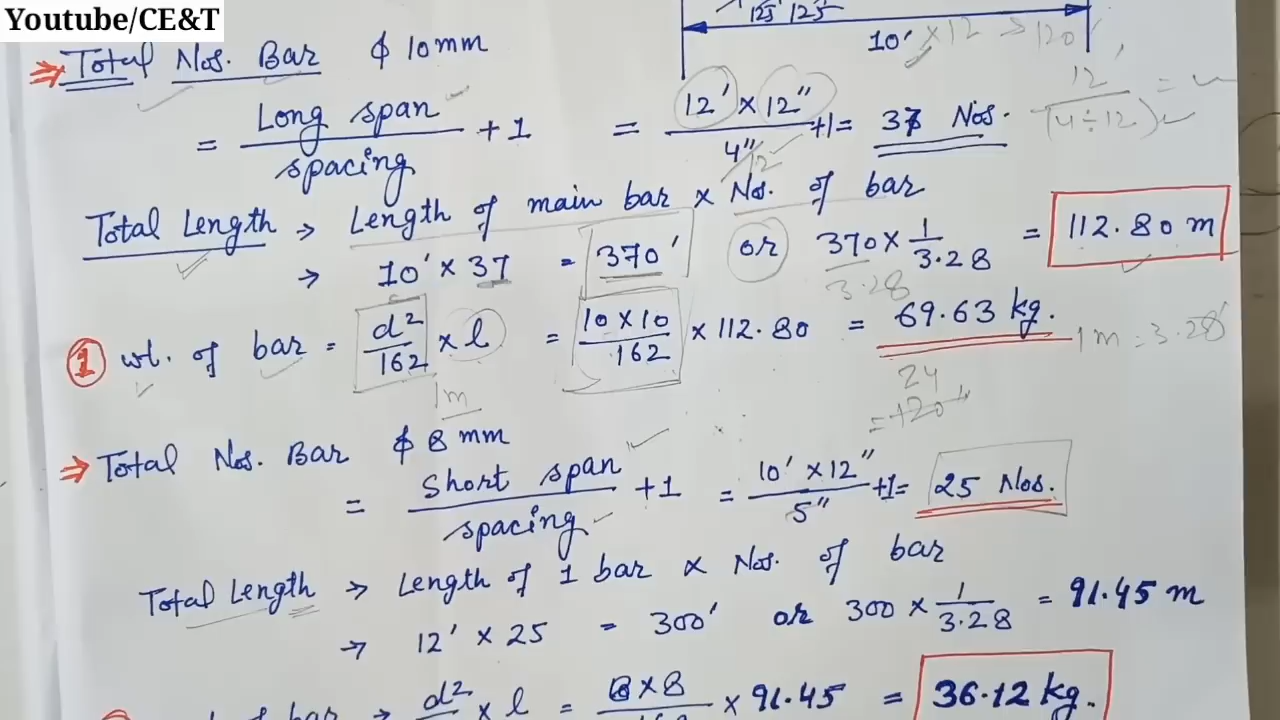 Youtube/CE&T
125' 125'
10' ×12 → 120'
⇒ Total Nos. Bar ϕ 10mm
= Long span / spacing + 1 = 12' × 12" / 4" +1 = 37 Nos.
12
12 / (4÷12) =
Total Length → Length of main bar × Nos. of bar
→ 10' × 37 = 370' or 370 × 1/3.28 = 112.80 m
3.28
① wt. of bar = d²/162 × l = 10×10/162 × 112.80 = 69.63 kg.
1m = 3.28'
1m
24
= +20
⇒ Total Nos. Bar ϕ 8 mm
= Short span / spacing + 1 = 10' × 12" / 5" +1 = 25 Nos.
Total Length → Length of 1 bar × Nos. of bar
→ 12' × 25 = 300' or 300 × 1/3.28 = 91.45 m
of bar → d² × l = 8×8 × 91.45 = 36.12 kg.